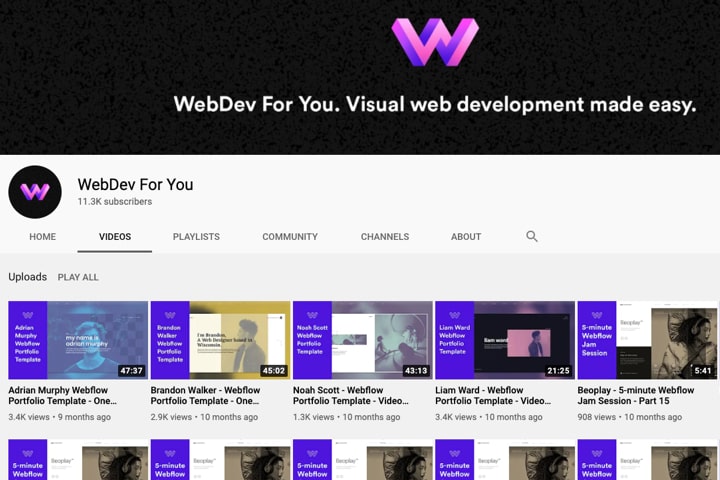 WebDev For You. Visual web development made easy.
WebDev For You
11.3K subscribers
HOME VIDEOS PLAYLISTS COMMUNITY CHANNELS ABOUT
Uploads PLAY ALL
Adrian
Murphy
Webflow
Portfolio
Template
my name is
adrian murphy
47:37
Brandon
Walker
Webflow
Portfolio
Template
I'm Brandon,
A Web Designer based in
Wisconsin
45:02
Noah Scott
Webflow
Portfolio
Template
43:13
Liam Ward
Webflow
Portfolio
Template
liam ward
21:25
5-minute
Webflow
Jam
Session
Beoplay
5:41
Adrian Murphy Webflow
Portfolio Template - One...
3.4K views • 9 months ago
Brandon Walker - Webflow
Portfolio Template - One...
2.9K views • 10 months ago
Noah Scott - Webflow
Portfolio Template - Video...
1.3K views • 10 months ago
Liam Ward - Webflow
Portfolio Template - Video...
3.4K views • 10 months ago
Beoplay - 5-minute Webflow
Jam Session - Part 15
908 views • 10 months ago
5-minute
Webflow
Beoplay
5-minute
Webflow
Beoplay
5-minute
Webflow
Beoplay
5-minute
Webflow
Beoplay
5-minute
Webflow
Beoplay